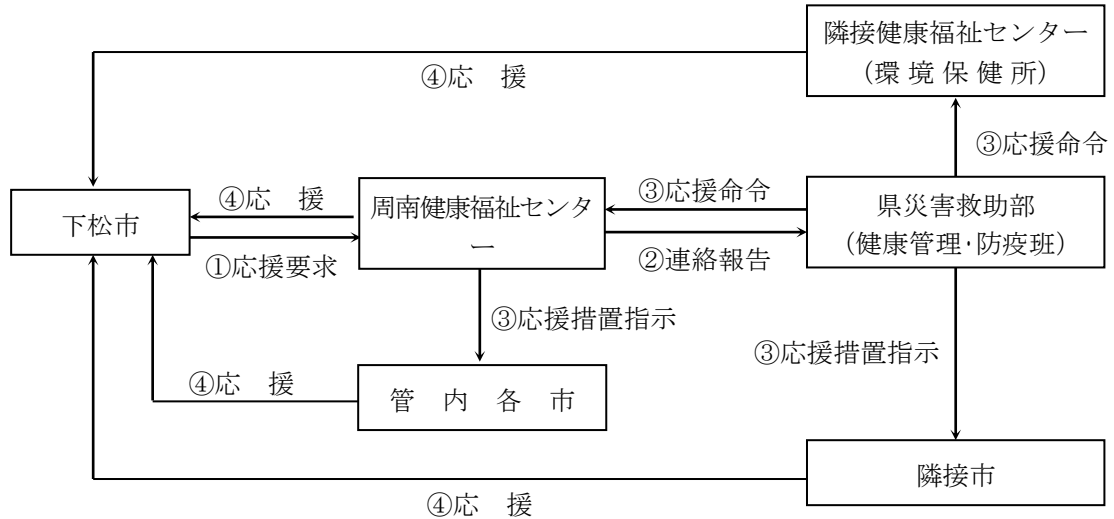 隣接健康福祉センター
（環 境 保 健 所）
④応　援
③応援命令
下松市
④応　援
①応援要求
周南健康福祉センタ
ー
③応援命令
②連絡報告
県災害救助部
（健康管理･防疫班）
③応援措置指示
③応援措置指示
④応　援
管　内　各　市
隣接市
④応　援